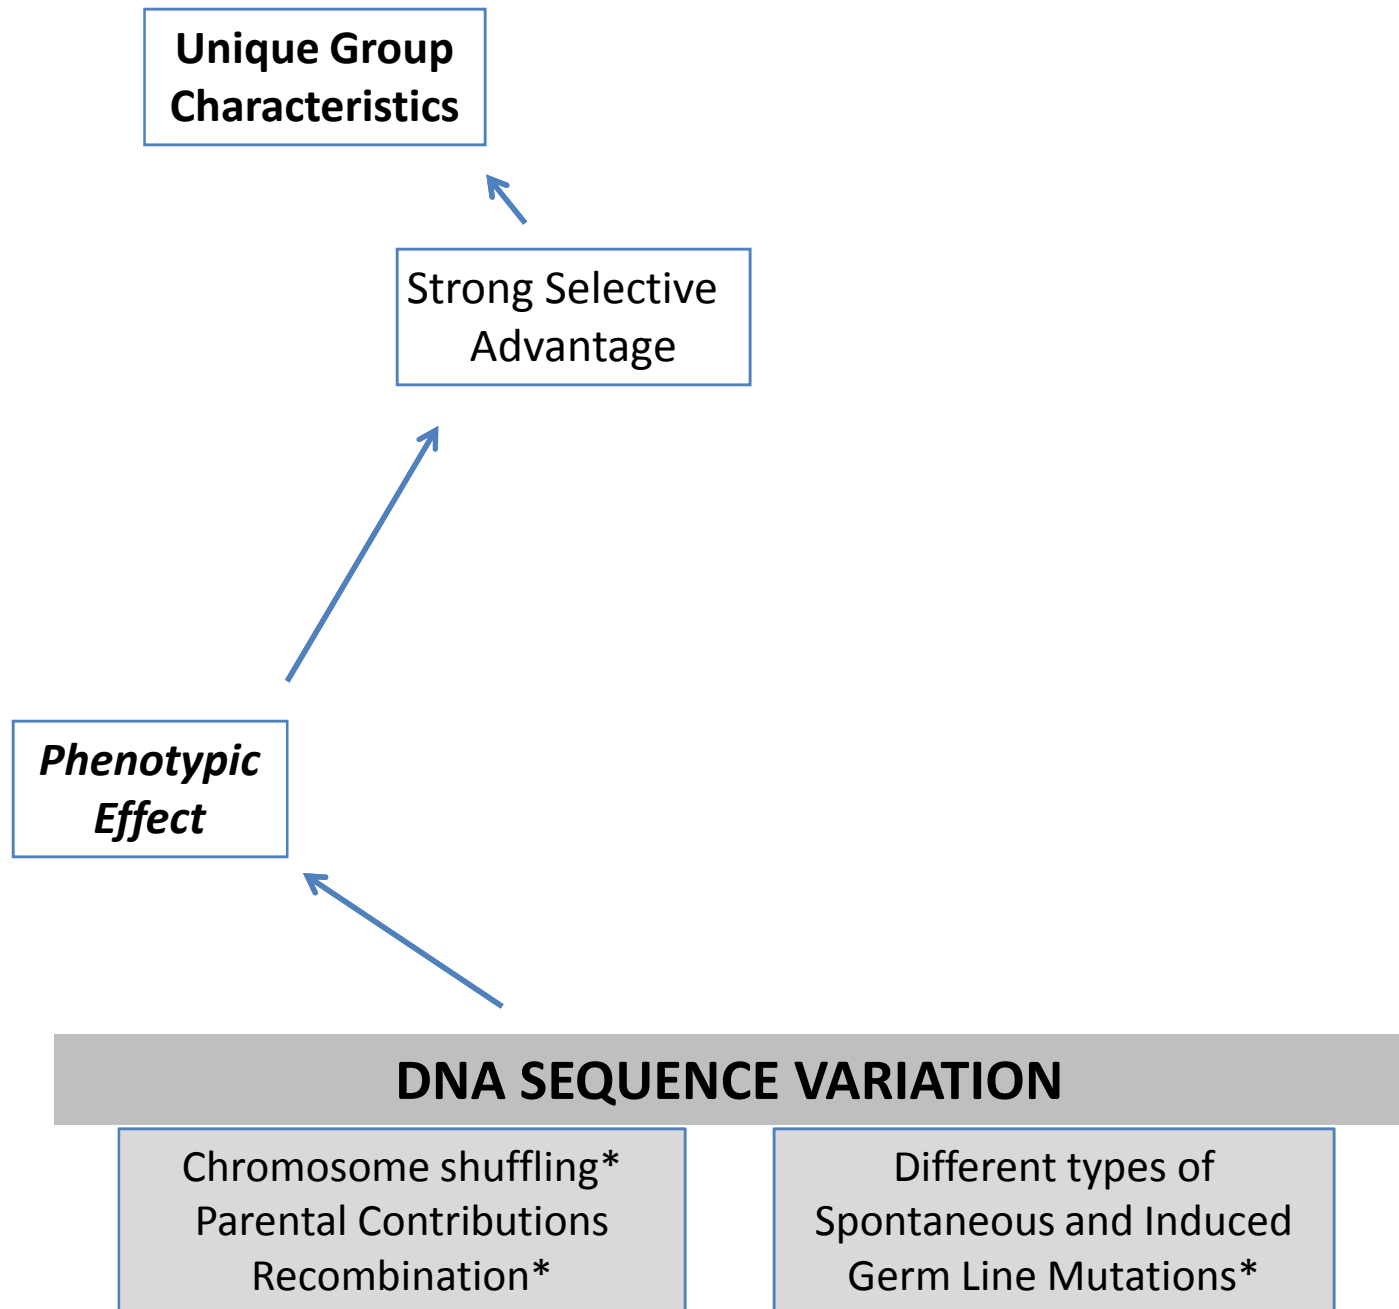 Unique Group
Characteristics
Strong Selective
Advantage
Phenotypic
Effect
DNA SEQUENCE VARIATION
Chromosome shuffling*
Parental Contributions
Recombination*
Different types of
Spontaneous and Induced
Germ Line Mutations*